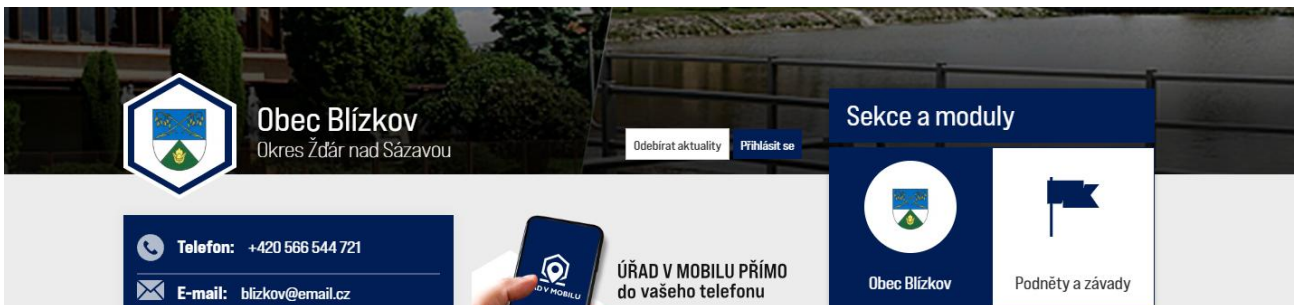 Obec Blízkov
Okres Žďár nad Sázavou
Odebírat aktuality
Přihlásit se
Sekce a moduly
Telefon: +420 566 544 721
E-mail: blizkov@email.cz
ÚŘAD V MOBILU PŘÍMO
do vašeho telefonu
Obec Blízkov
Podněty a závady